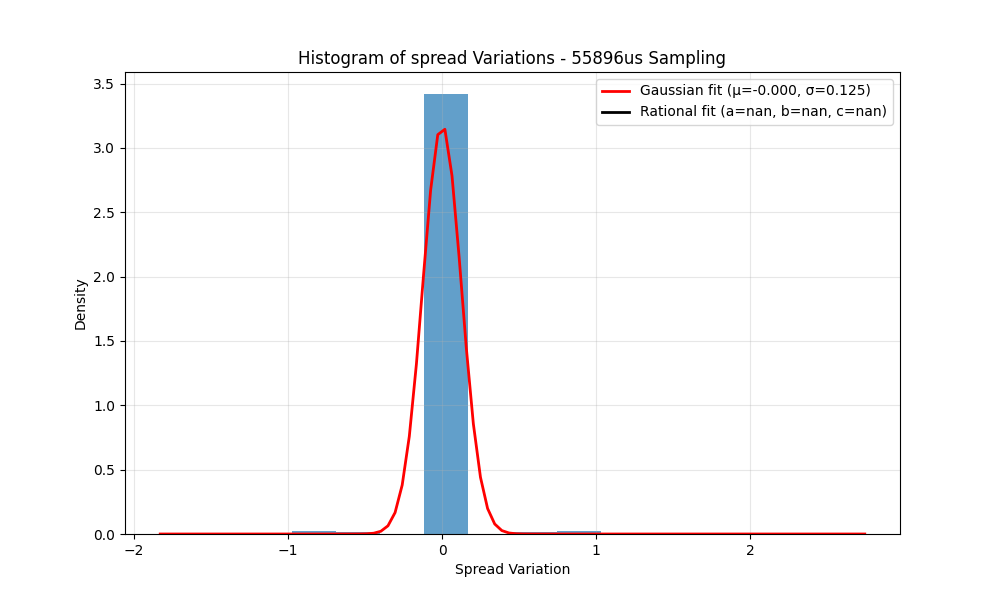 Histogram of spread Variations - 55896us Sampling
Gaussian fit (μ=-0.000, σ=0.125)
Rational fit (a=nan, b=nan, c=nan)
3.5
3.0
2.5
2.0
1.5
1.0
0.5
0.0
Density
−2
−1
0
1
2
Spread Variation